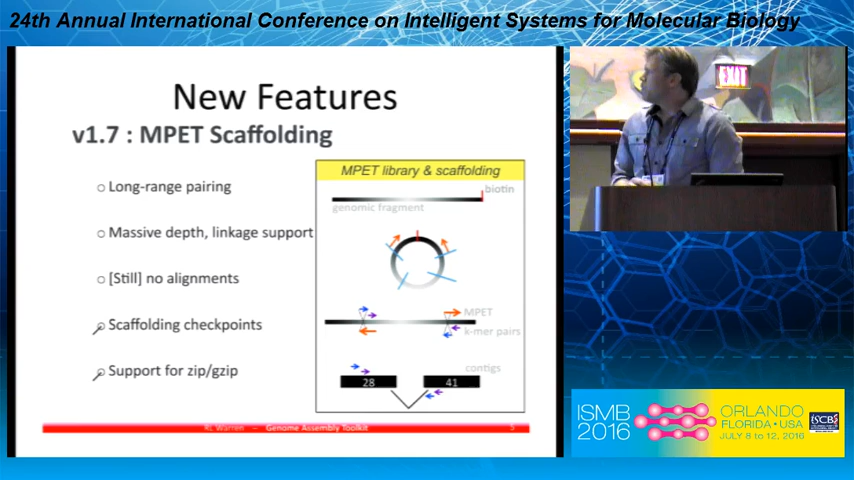 24th Annual International Conference on Intelligent Systems for Molecular Biology
New Features
v1.7 : MPET Scaffolding
Long-range pairing
Massive depth, linkage support
[Still] no alignments
Scaffolding checkpoints
Support for zip/gzip
MPET library & scaffolding
biotin
genomic fragment
MPET
k-mer pairs
contigs
28
41
RL Warren – Genome Assembly Toolkit
5
EXIT
ISMB
2016
ORLANDO
FLORIDA • USA
JULY 8 to 12, 2016
ISCB